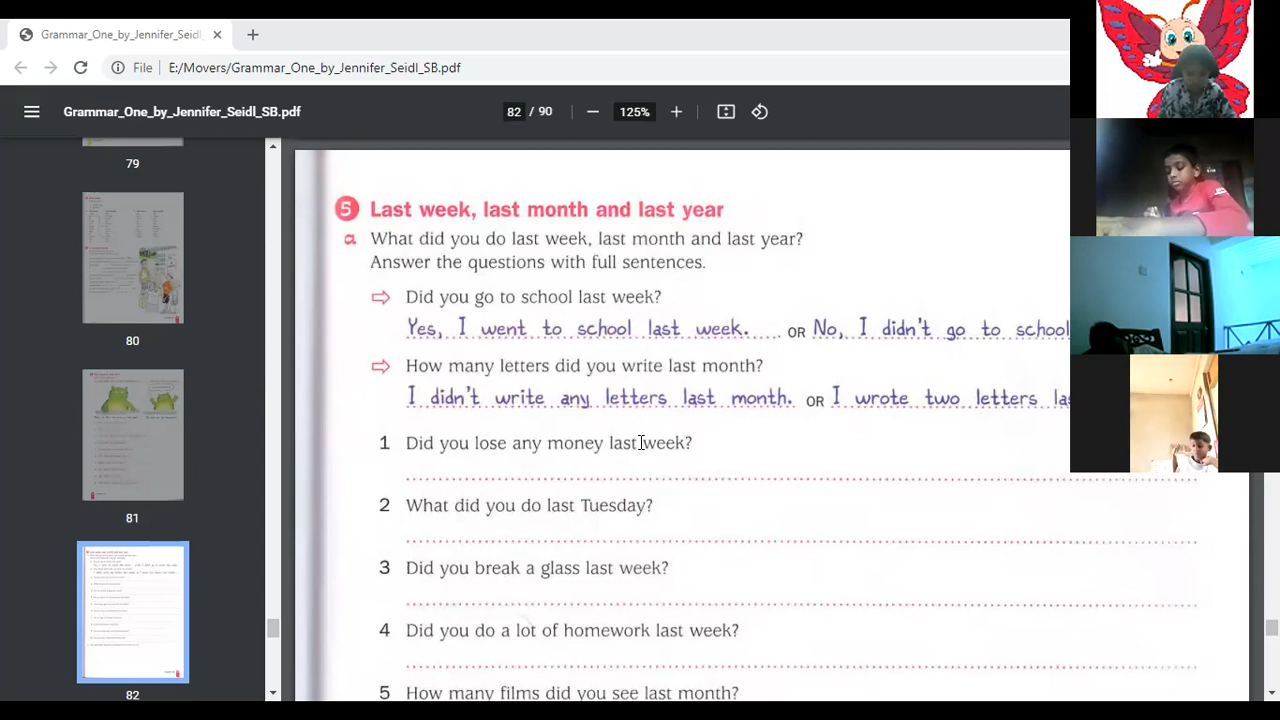 Grammar_One_by_Jennifer_Seidl_
File
E:/Movers/Grammar_One_by_Jennifer_Seidl_SB.pdf
Grammar_One_by_Jennifer_Seidl_SB.pdf
82 / 90
125%
79
80
81
82
5 Last week, last month and last year
a What did you do last week, last month and last year?
Answer the questions with full sentences.
Did you go to school last week?
Yes, I went to school last week. .... OR No, I didn't go to school
How many letters did you write last month?
I didn't write any letters last month. OR I wrote two letters las
1 Did you lose any money last week?
2 What did you do last Tuesday?
3 Did you break a glass last week?
4 Did you do a lot of homework last week?
5 How many films did you see last month?